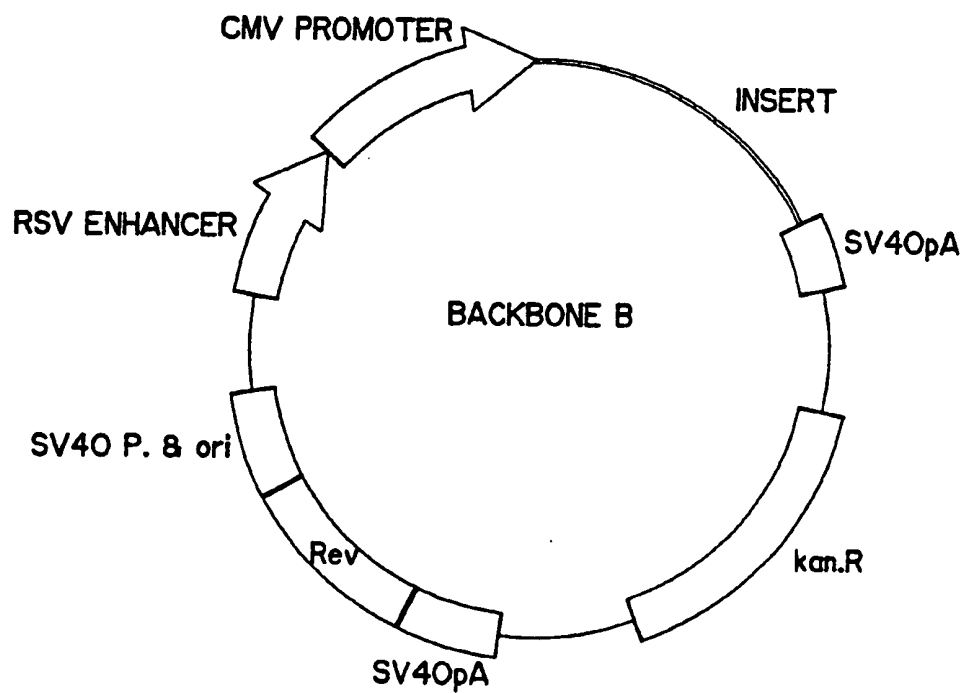 CMV PROMOTER
INSERT
RSV ENHANCER
SV40pA
BACKBONE B
SV40 P. & ori
Rev
kan.R
SV40pA